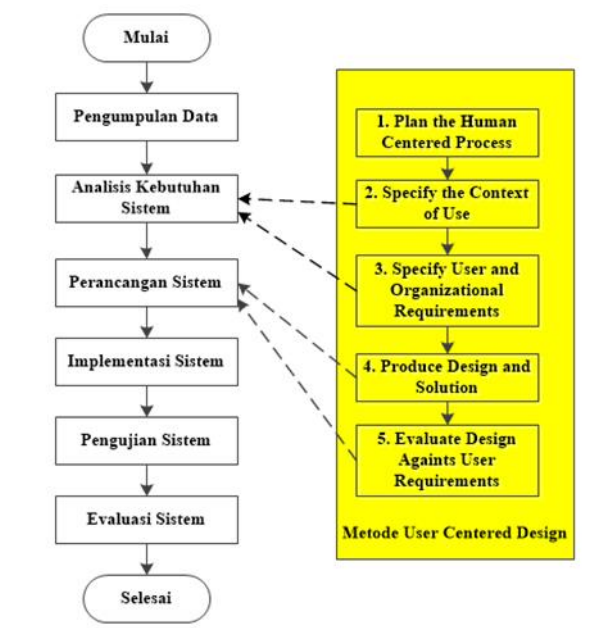 Mulai
Pengumpulan Data
Analisis Kebutuhan
Sistem
Perancangan Sistem
Implementasi Sistem
Pengujian Sistem
Evaluasi Sistem
Selesai
1. Plan the Human
Centered Process
2. Specify the Context
of Use
3. Specify User and
Organizational
Requirements
4. Produce Design and
Solution
5. Evaluate Design
Againts User
Requirements
Metode User Centered Design